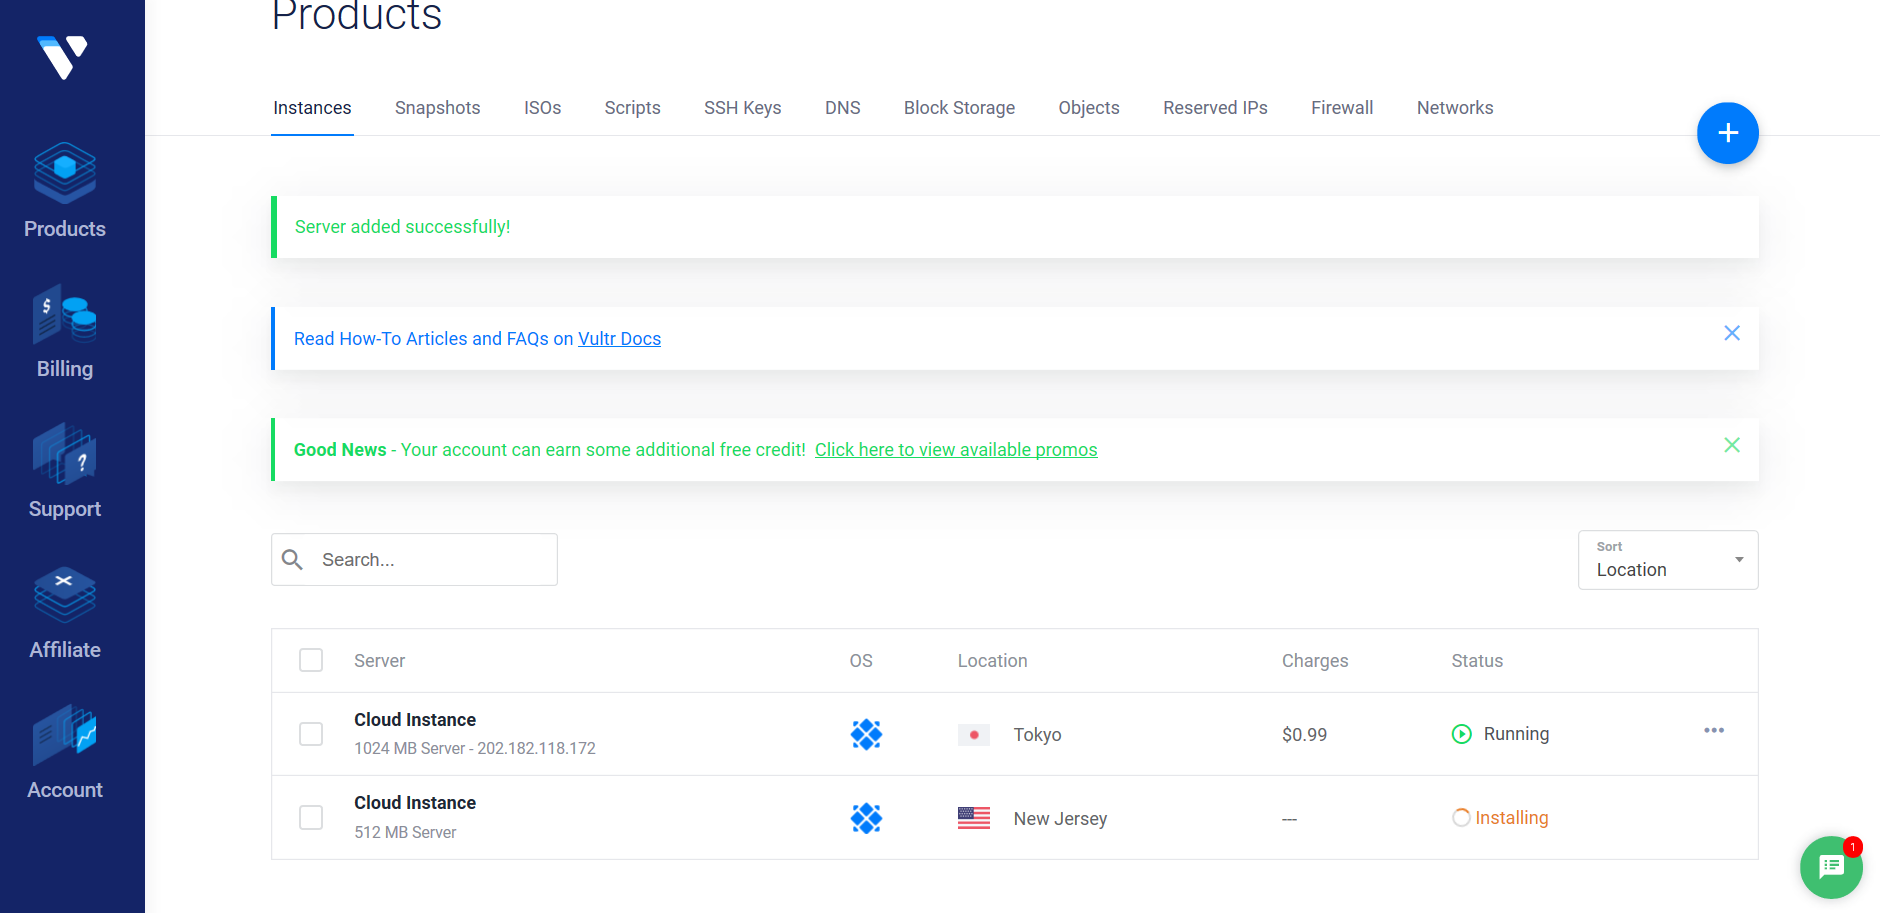 Products
Instances Snapshots ISOs Scripts SSH Keys DNS Block Storage Objects Reserved IPs Firewall Networks
+
Server added successfully!
Products
Read How-To Articles and FAQs on Vultr Docs
$
Billing
Good News - Your account can earn some additional free credit! Click here to view available promos
?
Support
Search...
Sort
Location
Affiliate
Server OS Location Charges Status
Cloud Instance
1024 MB Server - 202.182.118.172
Tokyo $0.99 Running
Account
Cloud Instance
512 MB Server
New Jersey --- Installing
1